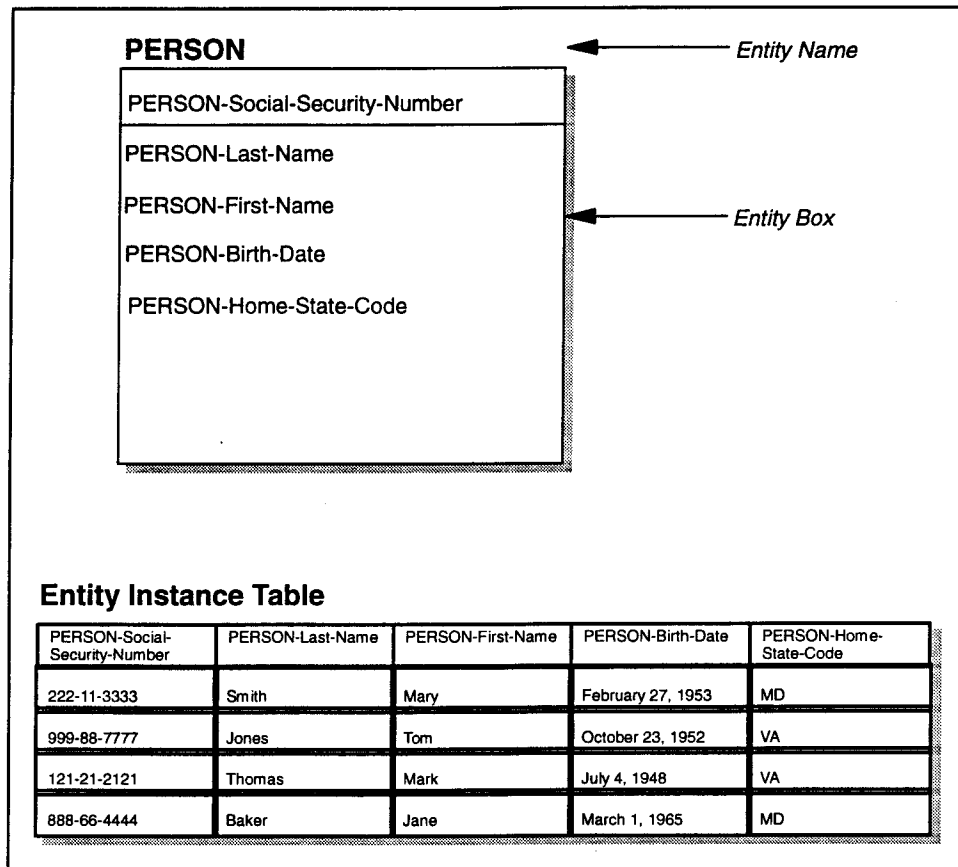 PERSON
Entity Name
PERSON-Social-Security-Number
PERSON-Last-Name
PERSON-First-Name
Entity Box
PERSON-Birth-Date
PERSON-Home-State-Code
Entity Instance Table
PERSON-Social-Security-Number PERSON-Last-Name PERSON-First-Name PERSON-Birth-Date PERSON-Home-State-Code
222-11-3333 Smith Mary February 27, 1953 MD
999-88-7777 Jones Tom October 23, 1952 VA
121-21-2121 Thomas Mark July 4, 1948 VA
888-66-4444 Baker Jane March 1, 1965 MD